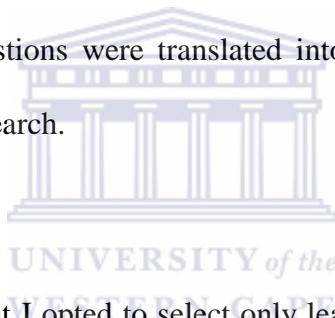 stions were translated into
earch.
UNIVERSITY of the
WESTERN CAPE
t I opted to select only lea